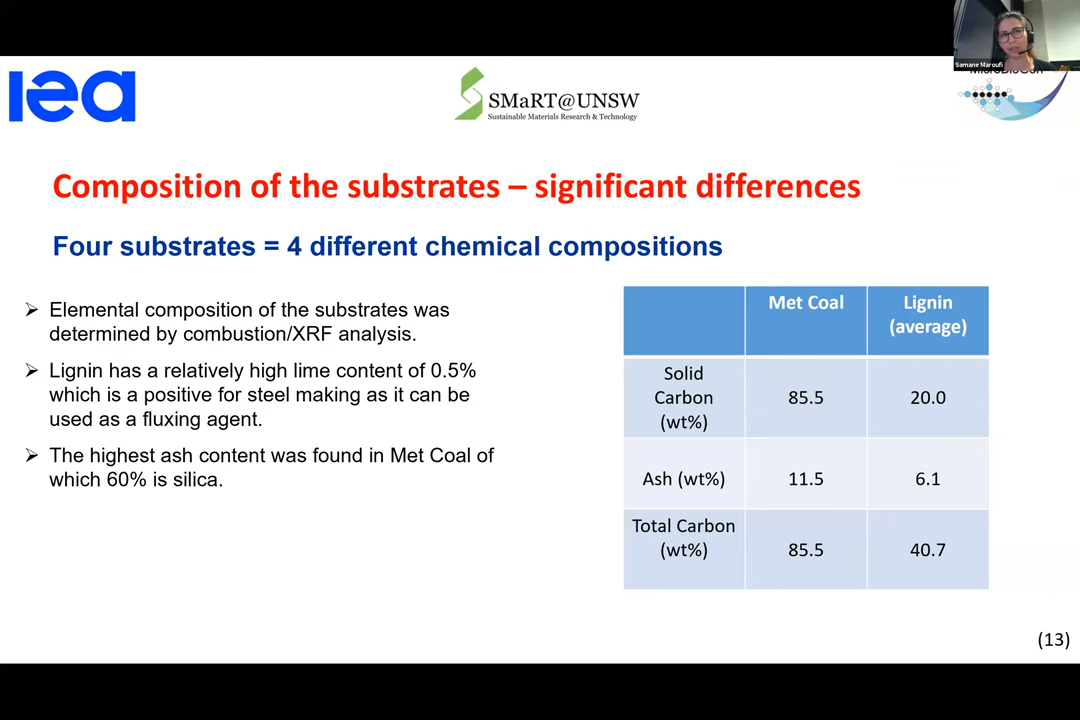 Samane Maroufi
iea
SMaRT@UNSW
Sustainable Materials Research & Technology
Composition of the substrates – significant differences
Four substrates = 4 different chemical compositions
➢ Elemental composition of the substrates was
determined by combustion/XRF analysis.
➢ Lignin has a relatively high lime content of 0.5%
which is a positive for steel making as it can be
used as a fluxing agent.
➢ The highest ash content was found in Met Coal of
which 60% is silica.
Met Coal
Lignin
(average)
Solid
Carbon
(wt%)
85.5
20.0
Ash (wt%)
11.5
6.1
Total Carbon
(wt%)
85.5
40.7
(13)